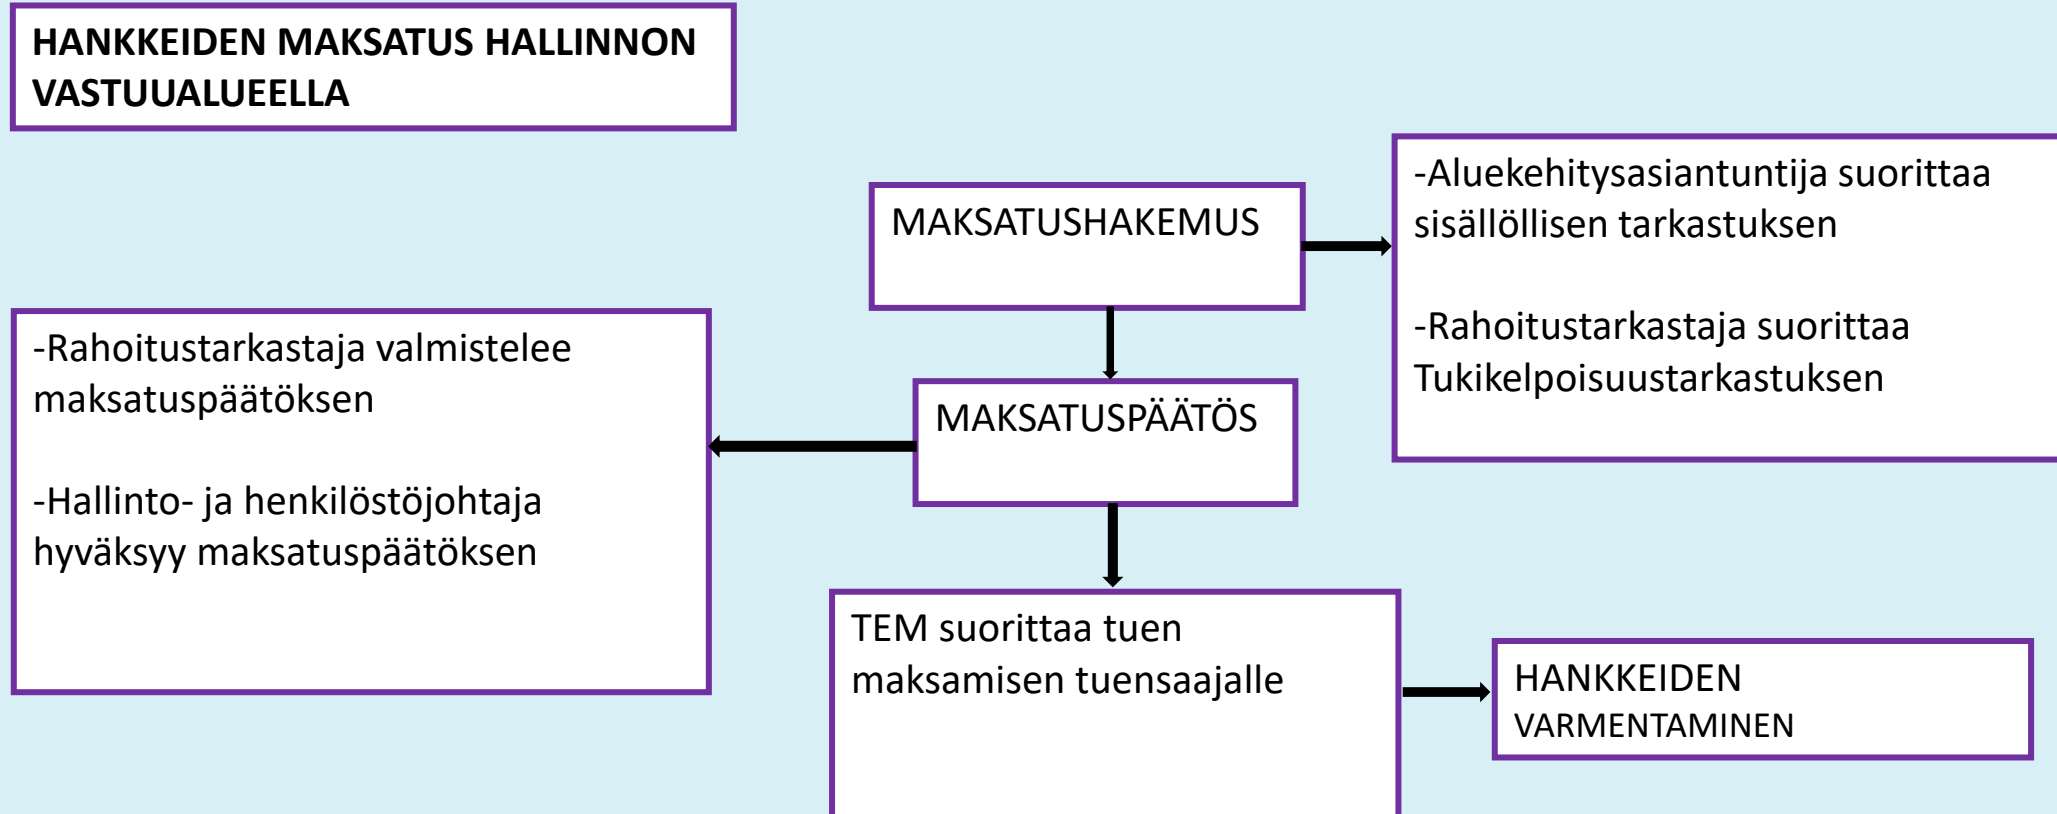 HANKKEIDEN MAKSATUS HALLINNON
VASTUUALUEELLA
MAKSATUSHAKEMUS
-Aluekehitysasiantuntija suorittaa
sisällöllisen tarkastuksen
-Rahoitustarkastaja suorittaa
Tukikelpoisuustarkastuksen
MAKSATUSPÄÄTÖS
-Rahoitustarkastaja valmistelee
maksatuspäätöksen
-Hallinto- ja henkilöstöjohtaja
hyväksyy maksatuspäätöksen
TEM suorittaa tuen
maksamisen tuensaajalle
HANKKEIDEN
VARMENTAMINEN